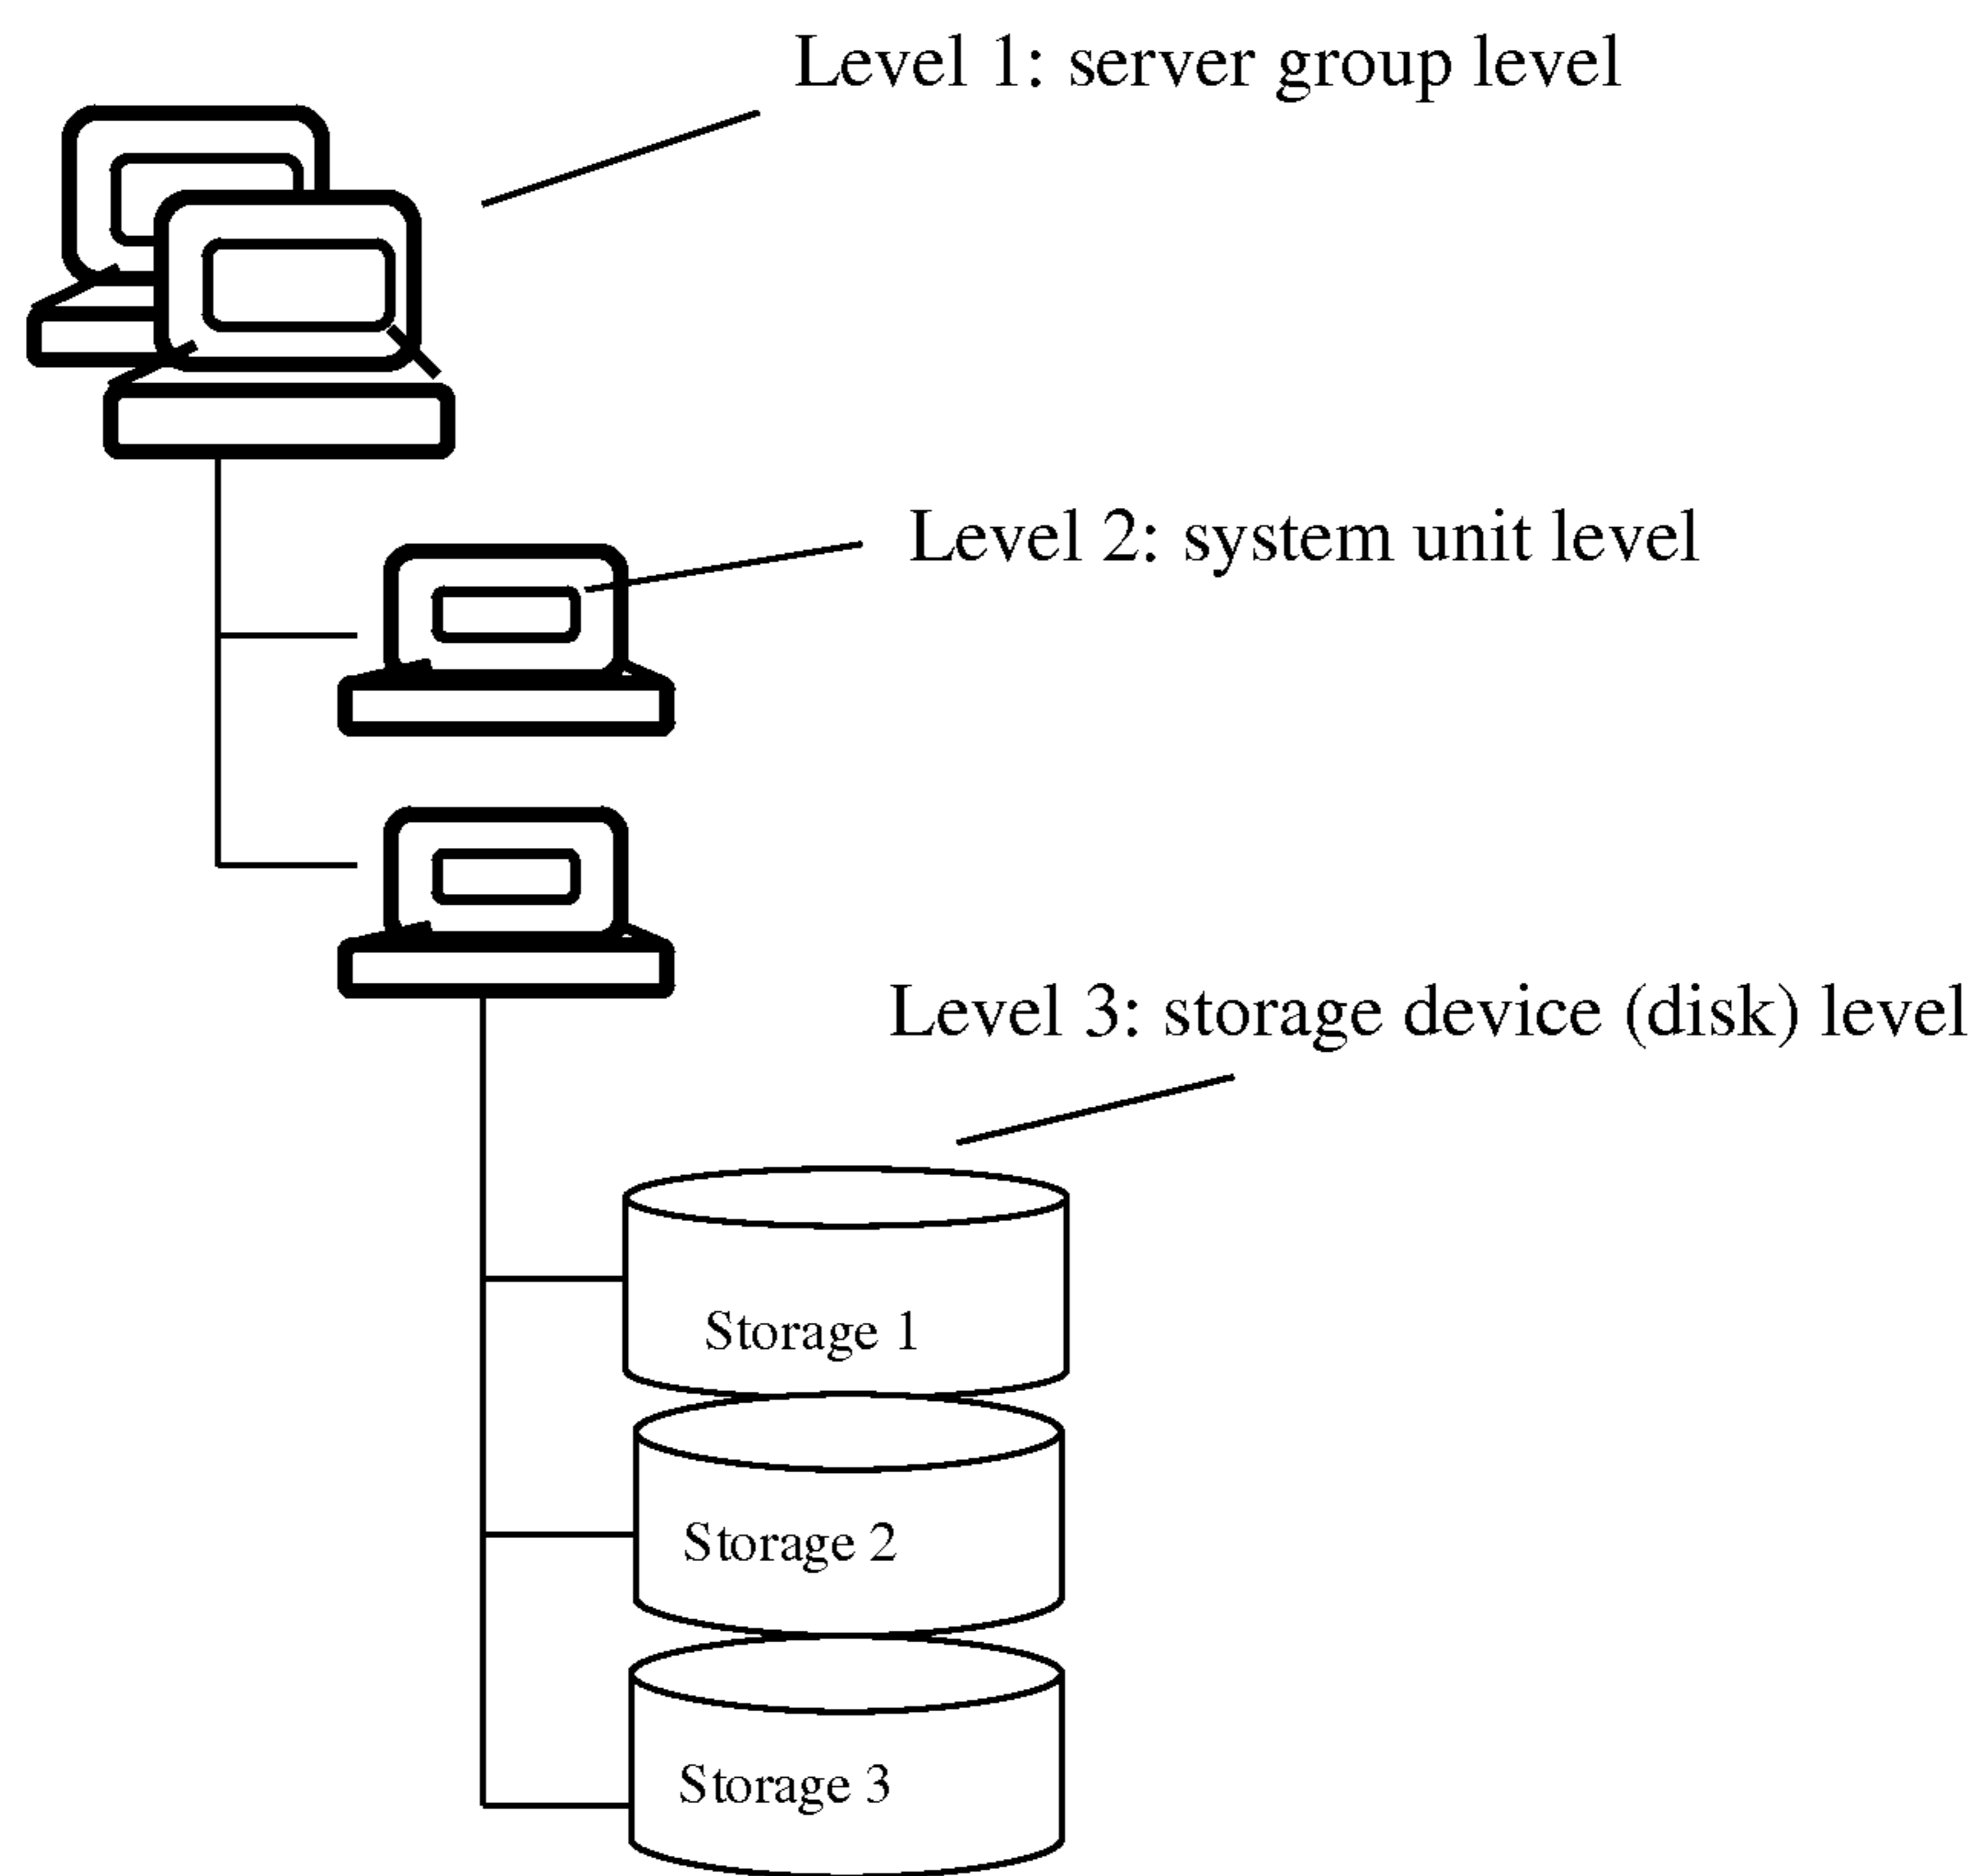 Level 1: server group level
Level 2: system unit level
Level 3: storage device (disk) level
Storage 1
Storage 2
Storage 3